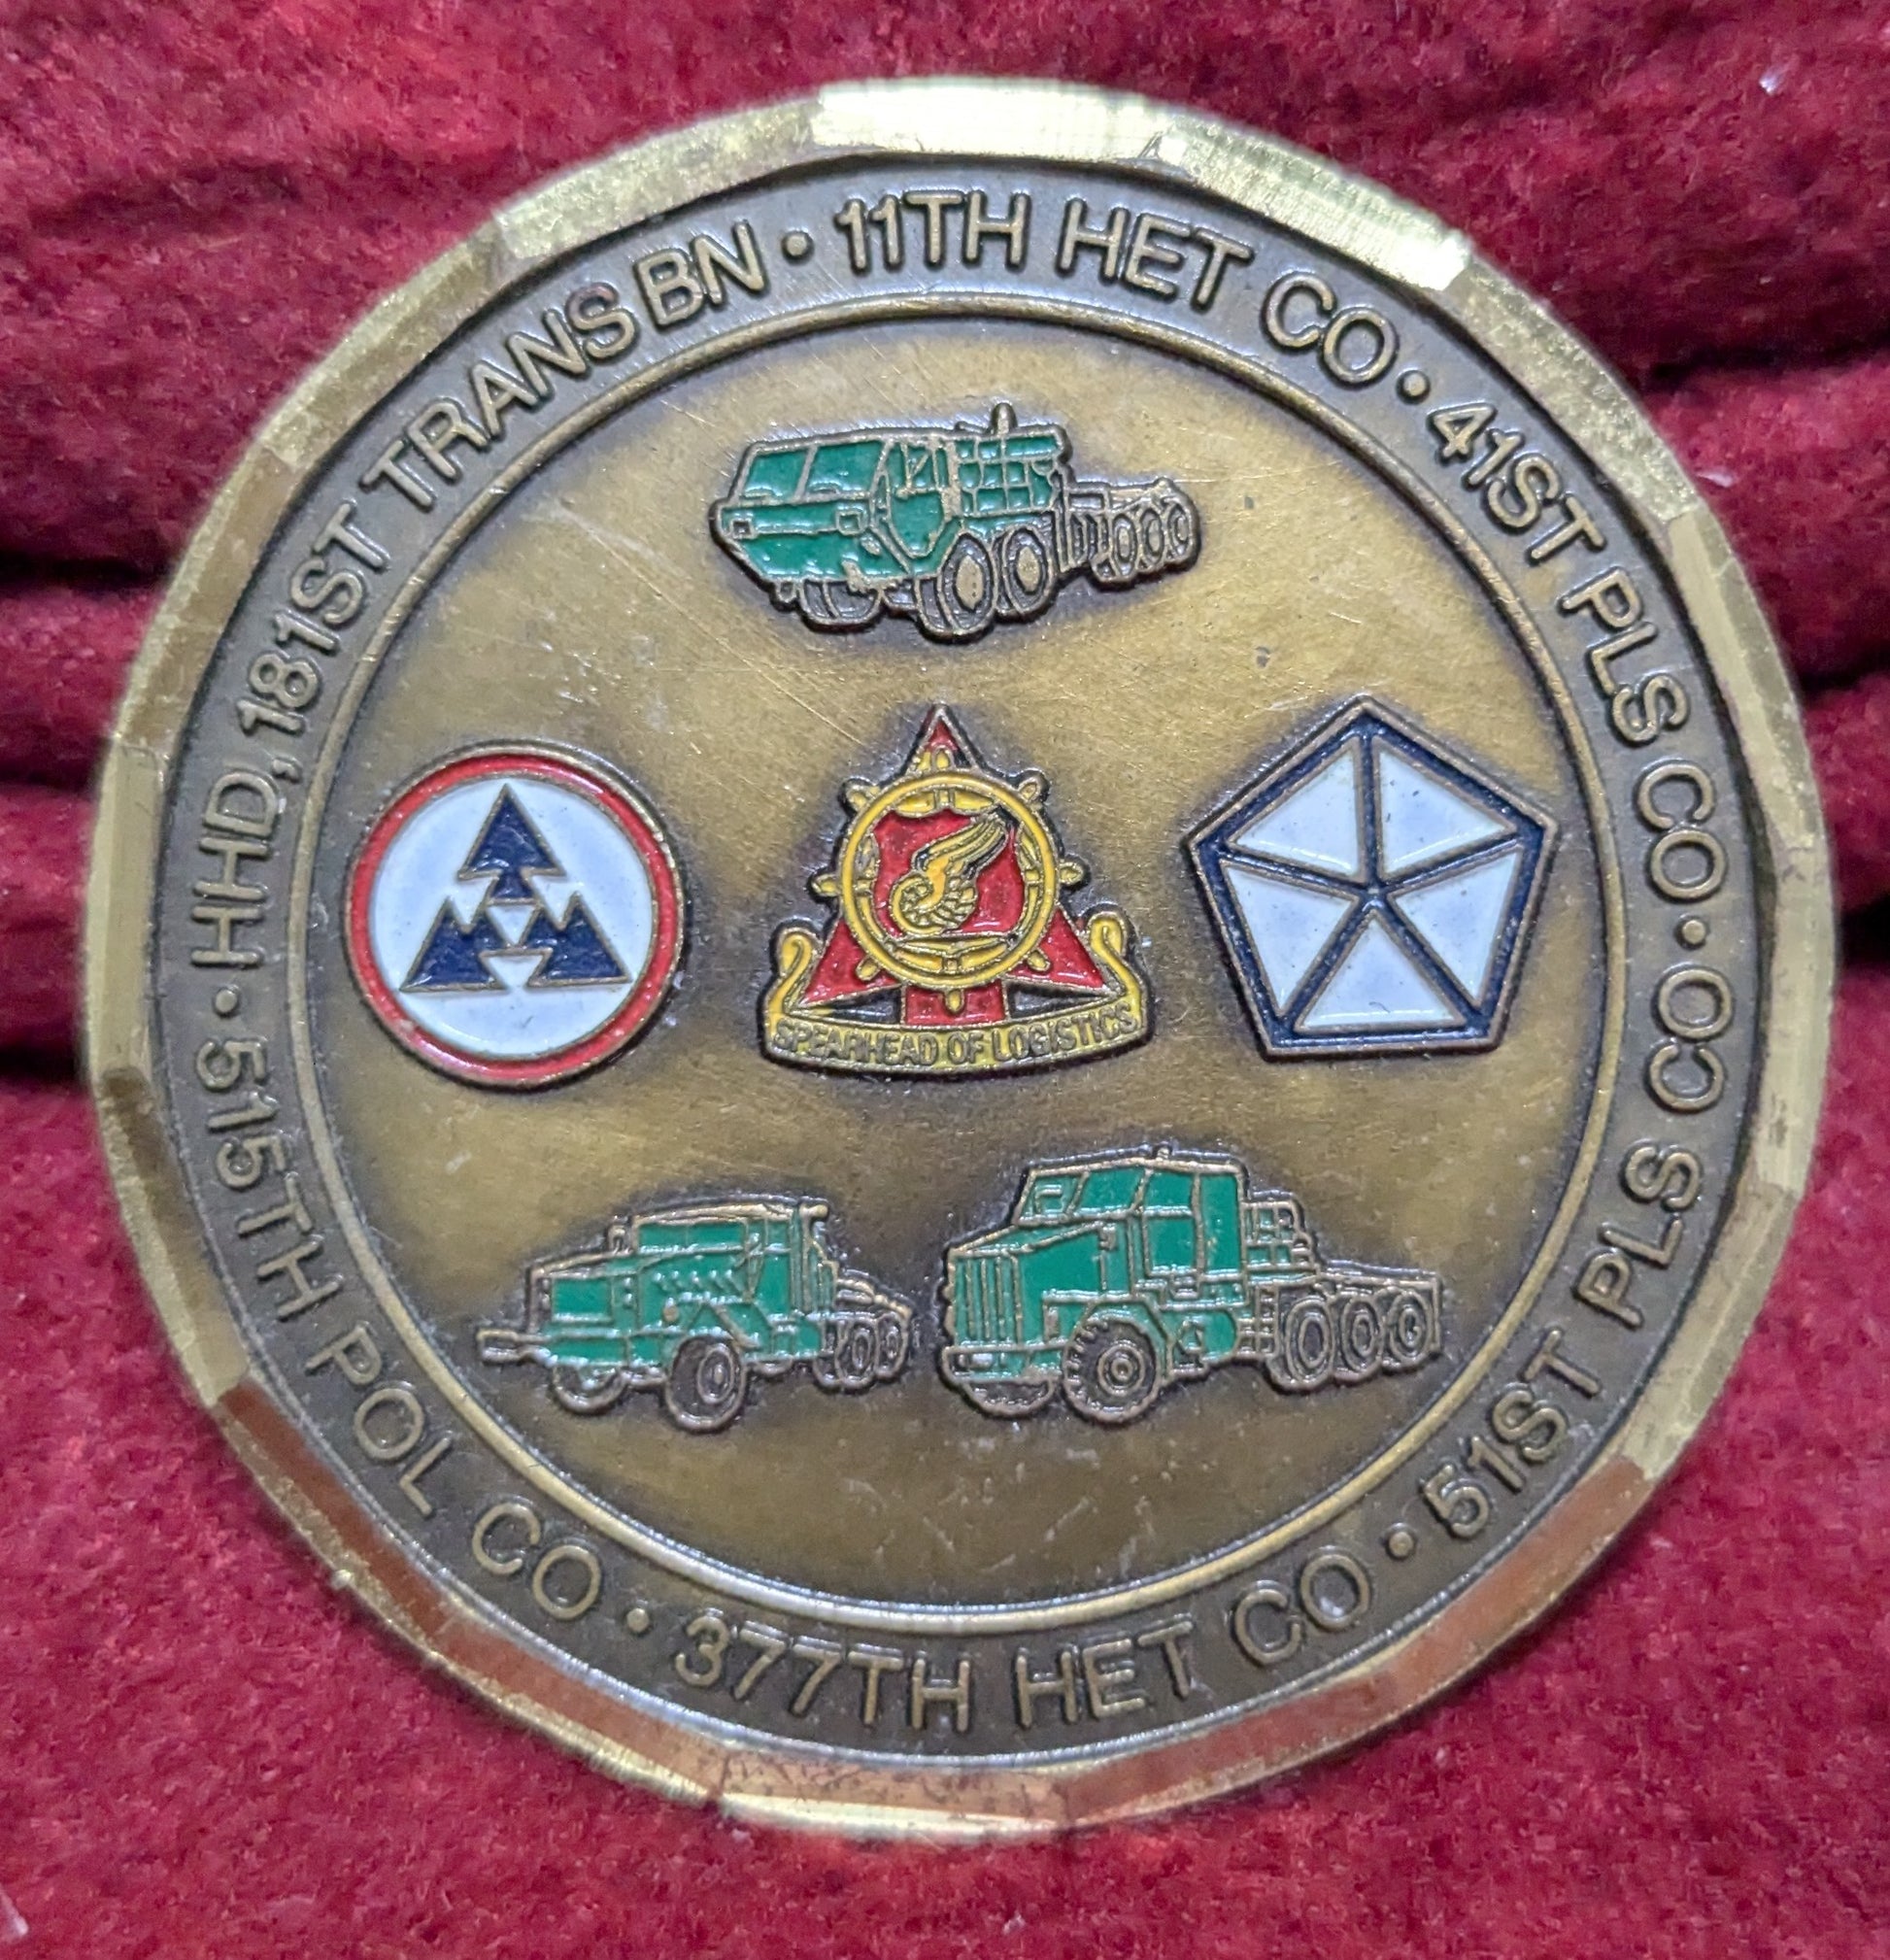 HHD, 181ST TRANS BN • 11TH HET CO • 41ST PLS CO • 51ST PLS CO • 377TH HET CO • 515TH POL CO •
SPEARHEAD OF LOGISTICS